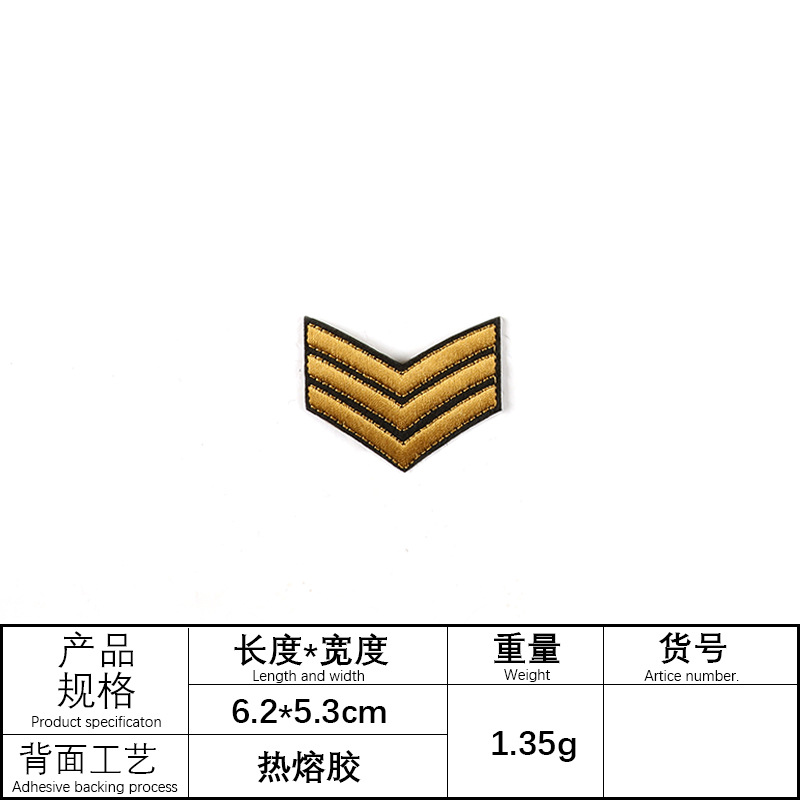 产品
规格
Product specificaton
长度*宽度
Length and width
重量
Weight
货号
Artice number.
6.2*5.3cm
1.35g
背面工艺
Adhesive backing process
热熔胶